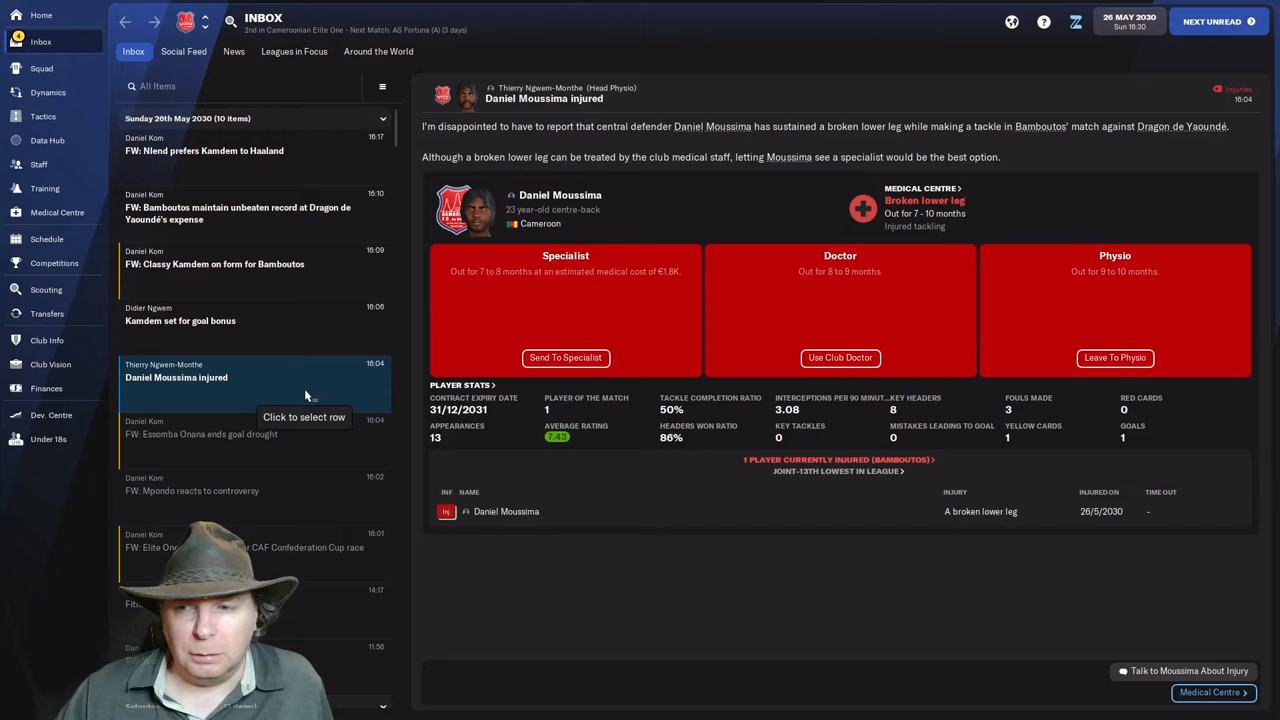 Home
4
Inbox
Squad
Dynamics
Tactics
Data Hub
Staff
Training
Medical Centre
Schedule
Competitions
Scouting
Transfers
Club Info
Club Vision
Finances
Dev. Centre
Under 18s
INBOX
2nd in Cameroonian Elite One - Next Match: AS Fortuna (A) (3 days)
26 MAY 2030
Sun 16:30
NEXT UNREAD
Inbox
Social Feed
News
Leagues in Focus
Around the World
All Items
Sunday 26th May 2030 (10 items)
Daniel Kom
16:17
FW: Nlend prefers Kamdem to Haaland
Daniel Kom
16:10
FW: Bamboutos maintain unbeaten record at Dragon de
Yaoundé's expense
Daniel Kom
16:09
FW: Classy Kamdem on form for Bamboutos
Didier Ngwem
16:06
Kamdem set for goal bonus
Thierry Ngwem-Monthe
16:04
Daniel Moussima injured
Click to select row
Daniel Kom
16:04
FW: Essomba Onana ends goal drought
Daniel Kom
16:02
FW: Mpondo reacts to controversy
Daniel Kom
16:01
FW: Elite One
CAF Confederation Cup race
14:17
11:56
Thierry Ngwem-Monthe (Head Physio)
Daniel Moussima injured
Injuries
16:04
I'm disappointed to have to report that central defender Daniel Moussima has sustained a broken lower leg while making a tackle in Bamboutos' match against Dragon de Yaoundé.
Although a broken lower leg can be treated by the club medical staff, letting Moussima see a specialist would be the best option.
Daniel Moussima
23 year-old centre-back
Cameroon
MEDICAL CENTRE >
Broken lower leg
Out for 7 - 10 months
Injured tackling
Specialist
Out for 7 to 8 months at an estimated medical cost of €1.8K.
Send To Specialist
Doctor
Out for 8 to 9 months.
Use Club Doctor
Physio
Out for 9 to 10 months.
Leave To Physio
PLAYER STATS >
CONTRACT EXPIRY DATE
31/12/2031
PLAYER OF THE MATCH
1
TACKLE COMPLETION RATIO
50%
INTERCEPTIONS PER 90 MINUT...
3.08
KEY HEADERS
8
FOULS MADE
3
RED CARDS
0
APPEARANCES
13
AVERAGE RATING
7.43
HEADERS WON RATIO
86%
KEY TACKLES
0
MISTAKES LEADING TO GOAL
0
YELLOW CARDS
1
GOALS
1
1 PLAYER CURRENTLY INJURED (BAMBOUTOS) >
JOINT-13TH LOWEST IN LEAGUE >
INF NAME INJURY INJURED ON TIME OUT
Inj Daniel Moussima A broken lower leg 26/5/2030 -
Talk to Moussima About Injury
Medical Centre >